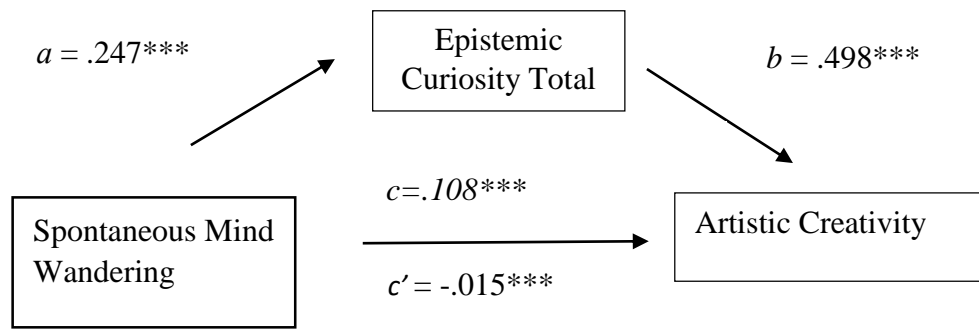 a = .247***
Epistemic
Curiosity Total
b = .498***
c=.108***
Spontaneous Mind
Wandering
Artistic Creativity
c’ = -.015***